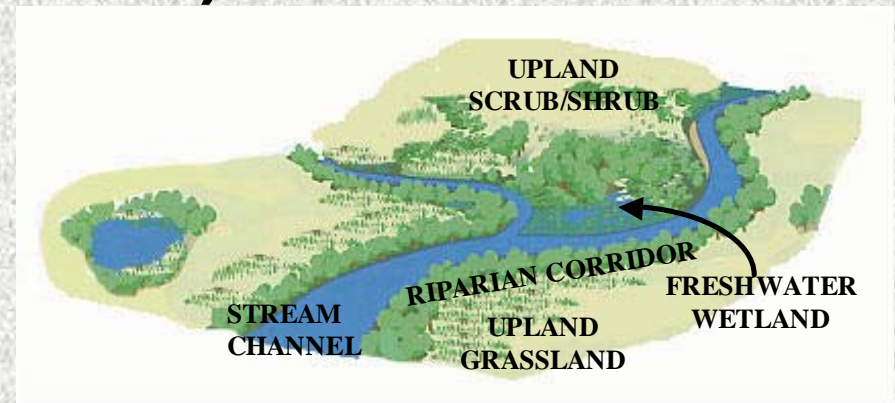 UPLAND
SCRUB/SHRUB
RIPARIAN CORRIDOR
FRESHWATER
WETLAND
STREAM
CHANNEL
UPLAND
GRASSLAND